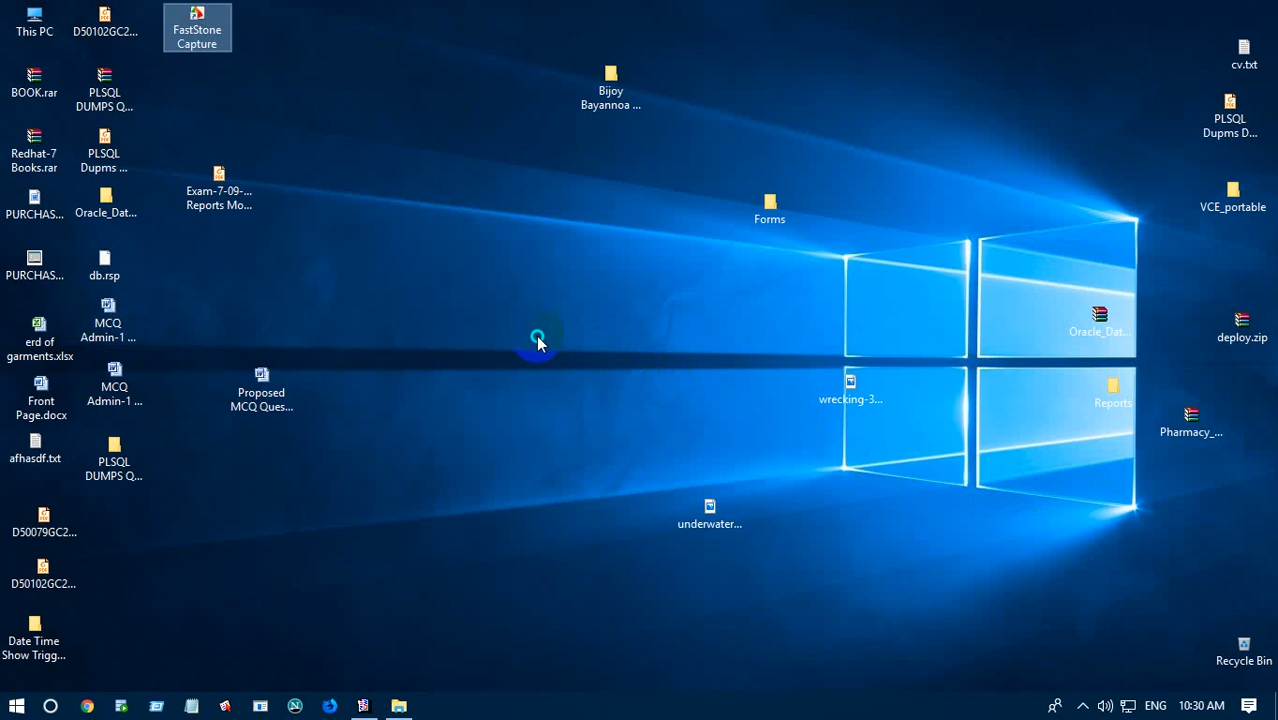 This PC
D50102GC2...
FastStone
Capture
BOOK.rar
PLSQL
DUMPS Q...
Redhat-7
Books.rar
PLSQL
Dupms ...
PURCHAS...
Oracle_Dat...
PURCHAS...
db.rsp
erd of
garments.xlsx
MCQ
Admin-1 ...
Front
Page.docx
MCQ
Admin-1 ...
afhasdf.txt
PLSQL
DUMPS Q...
D50079GC2...
D50102GC2...
Date Time
Show Trigg...
Exam-7-09-...
Reports Mo...
Proposed
MCQ Ques...
Bijoy
Bayannoa ...
Forms
wrecking-3...
underwater...
Oracle_Dat...
Reports
cv.txt
PLSQL
Dupms D...
VCE_portable
deploy.zip
Pharmacy_...
Recycle Bin
ENG
10:30 AM